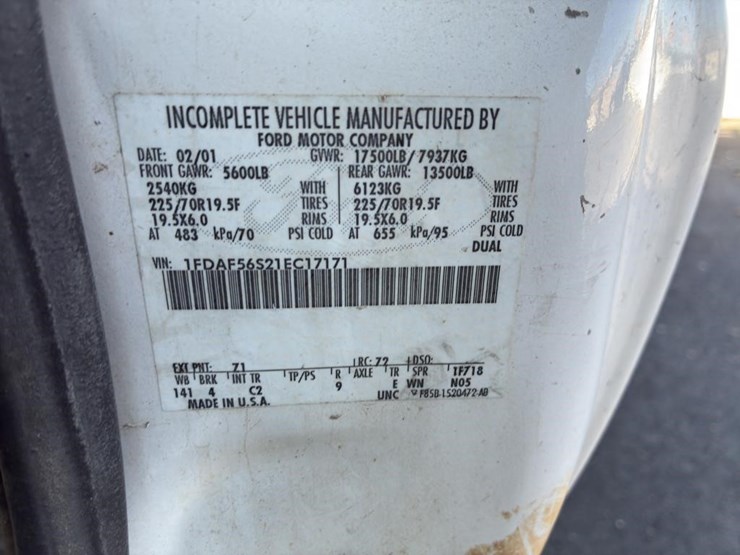 INCOMPLETE VEHICLE MANUFACTURED BY
FORD MOTOR COMPANY
DATE: 02/01 GVWR: 17500LB/ 7937KG
FRONT GAWR: 5600LB REAR GAWR: 13500LB
2540KG WITH 6123KG WITH
225/70R19.5F TIRES 225/70R19.5F TIRES
19.5X6.0 RIMS 19.5X6.0 RIMS
AT 483 kPa/70 PSI COLD AT 655 kPa/95 PSI COLD
DUAL
VIN: 1FDAF56S21EC17171
EXT PNT: Z1 RC: 72 DSO:
WB BRK INT TR TP/PS R AXLE TR SPR 1F718
141 4 C2 9 E WN N05
MADE IN U.S.A. UNC F85B-1520472-AB